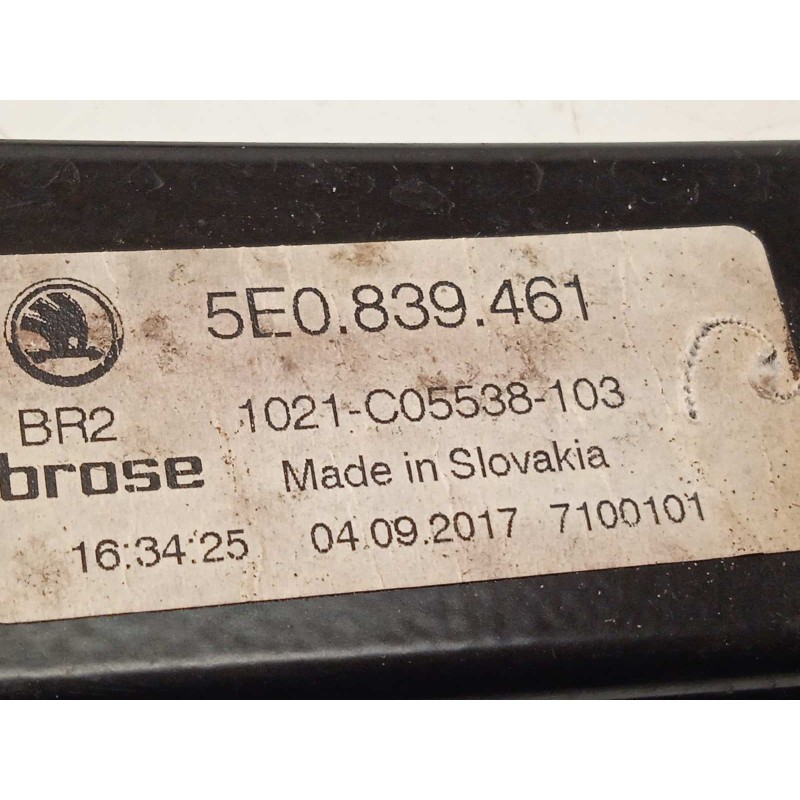 5E0.839.461
BR2 1021-C05538-103
brose Made in Slovakia
16:34:25 04.09.2017 7100101